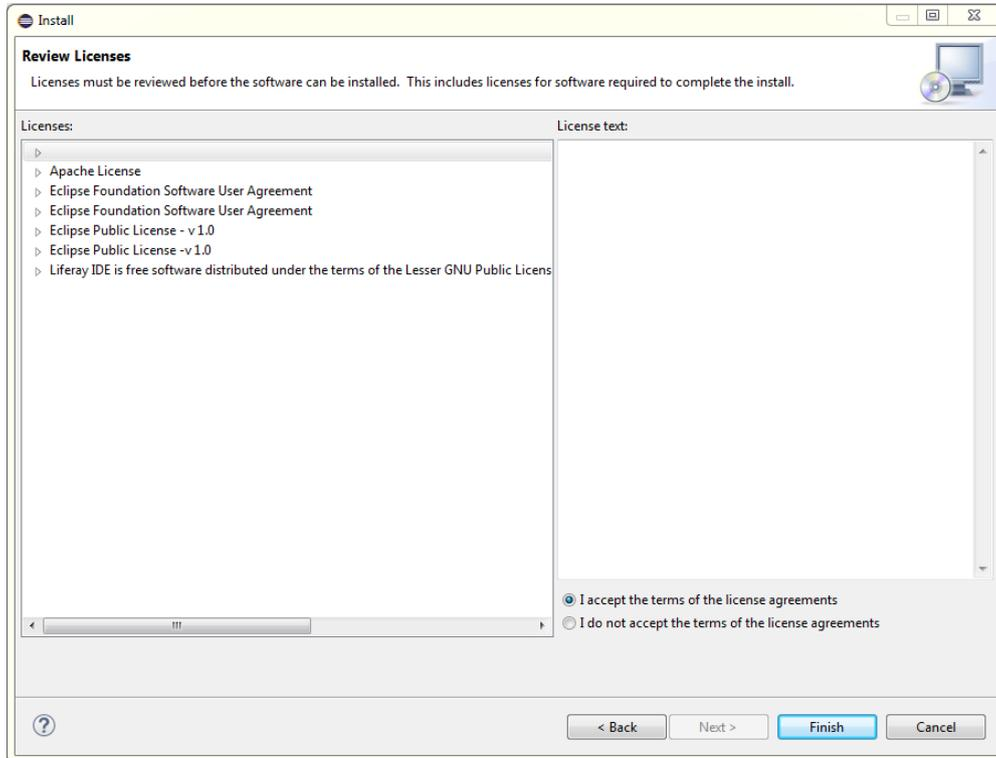 Install
Review Licenses
Licenses must be reviewed before the software can be installed.  This includes licenses for software required to complete the install.
Licenses:
License text:
Apache License
Eclipse Foundation Software User Agreement
Eclipse Foundation Software User Agreement
Eclipse Public License - v 1.0
Eclipse Public License -v 1.0
Liferay IDE is free software distributed under the terms of the Lesser GNU Public Licens
I accept the terms of the license agreements
I do not accept the terms of the license agreements
?
< Back
Next >
Finish
Cancel